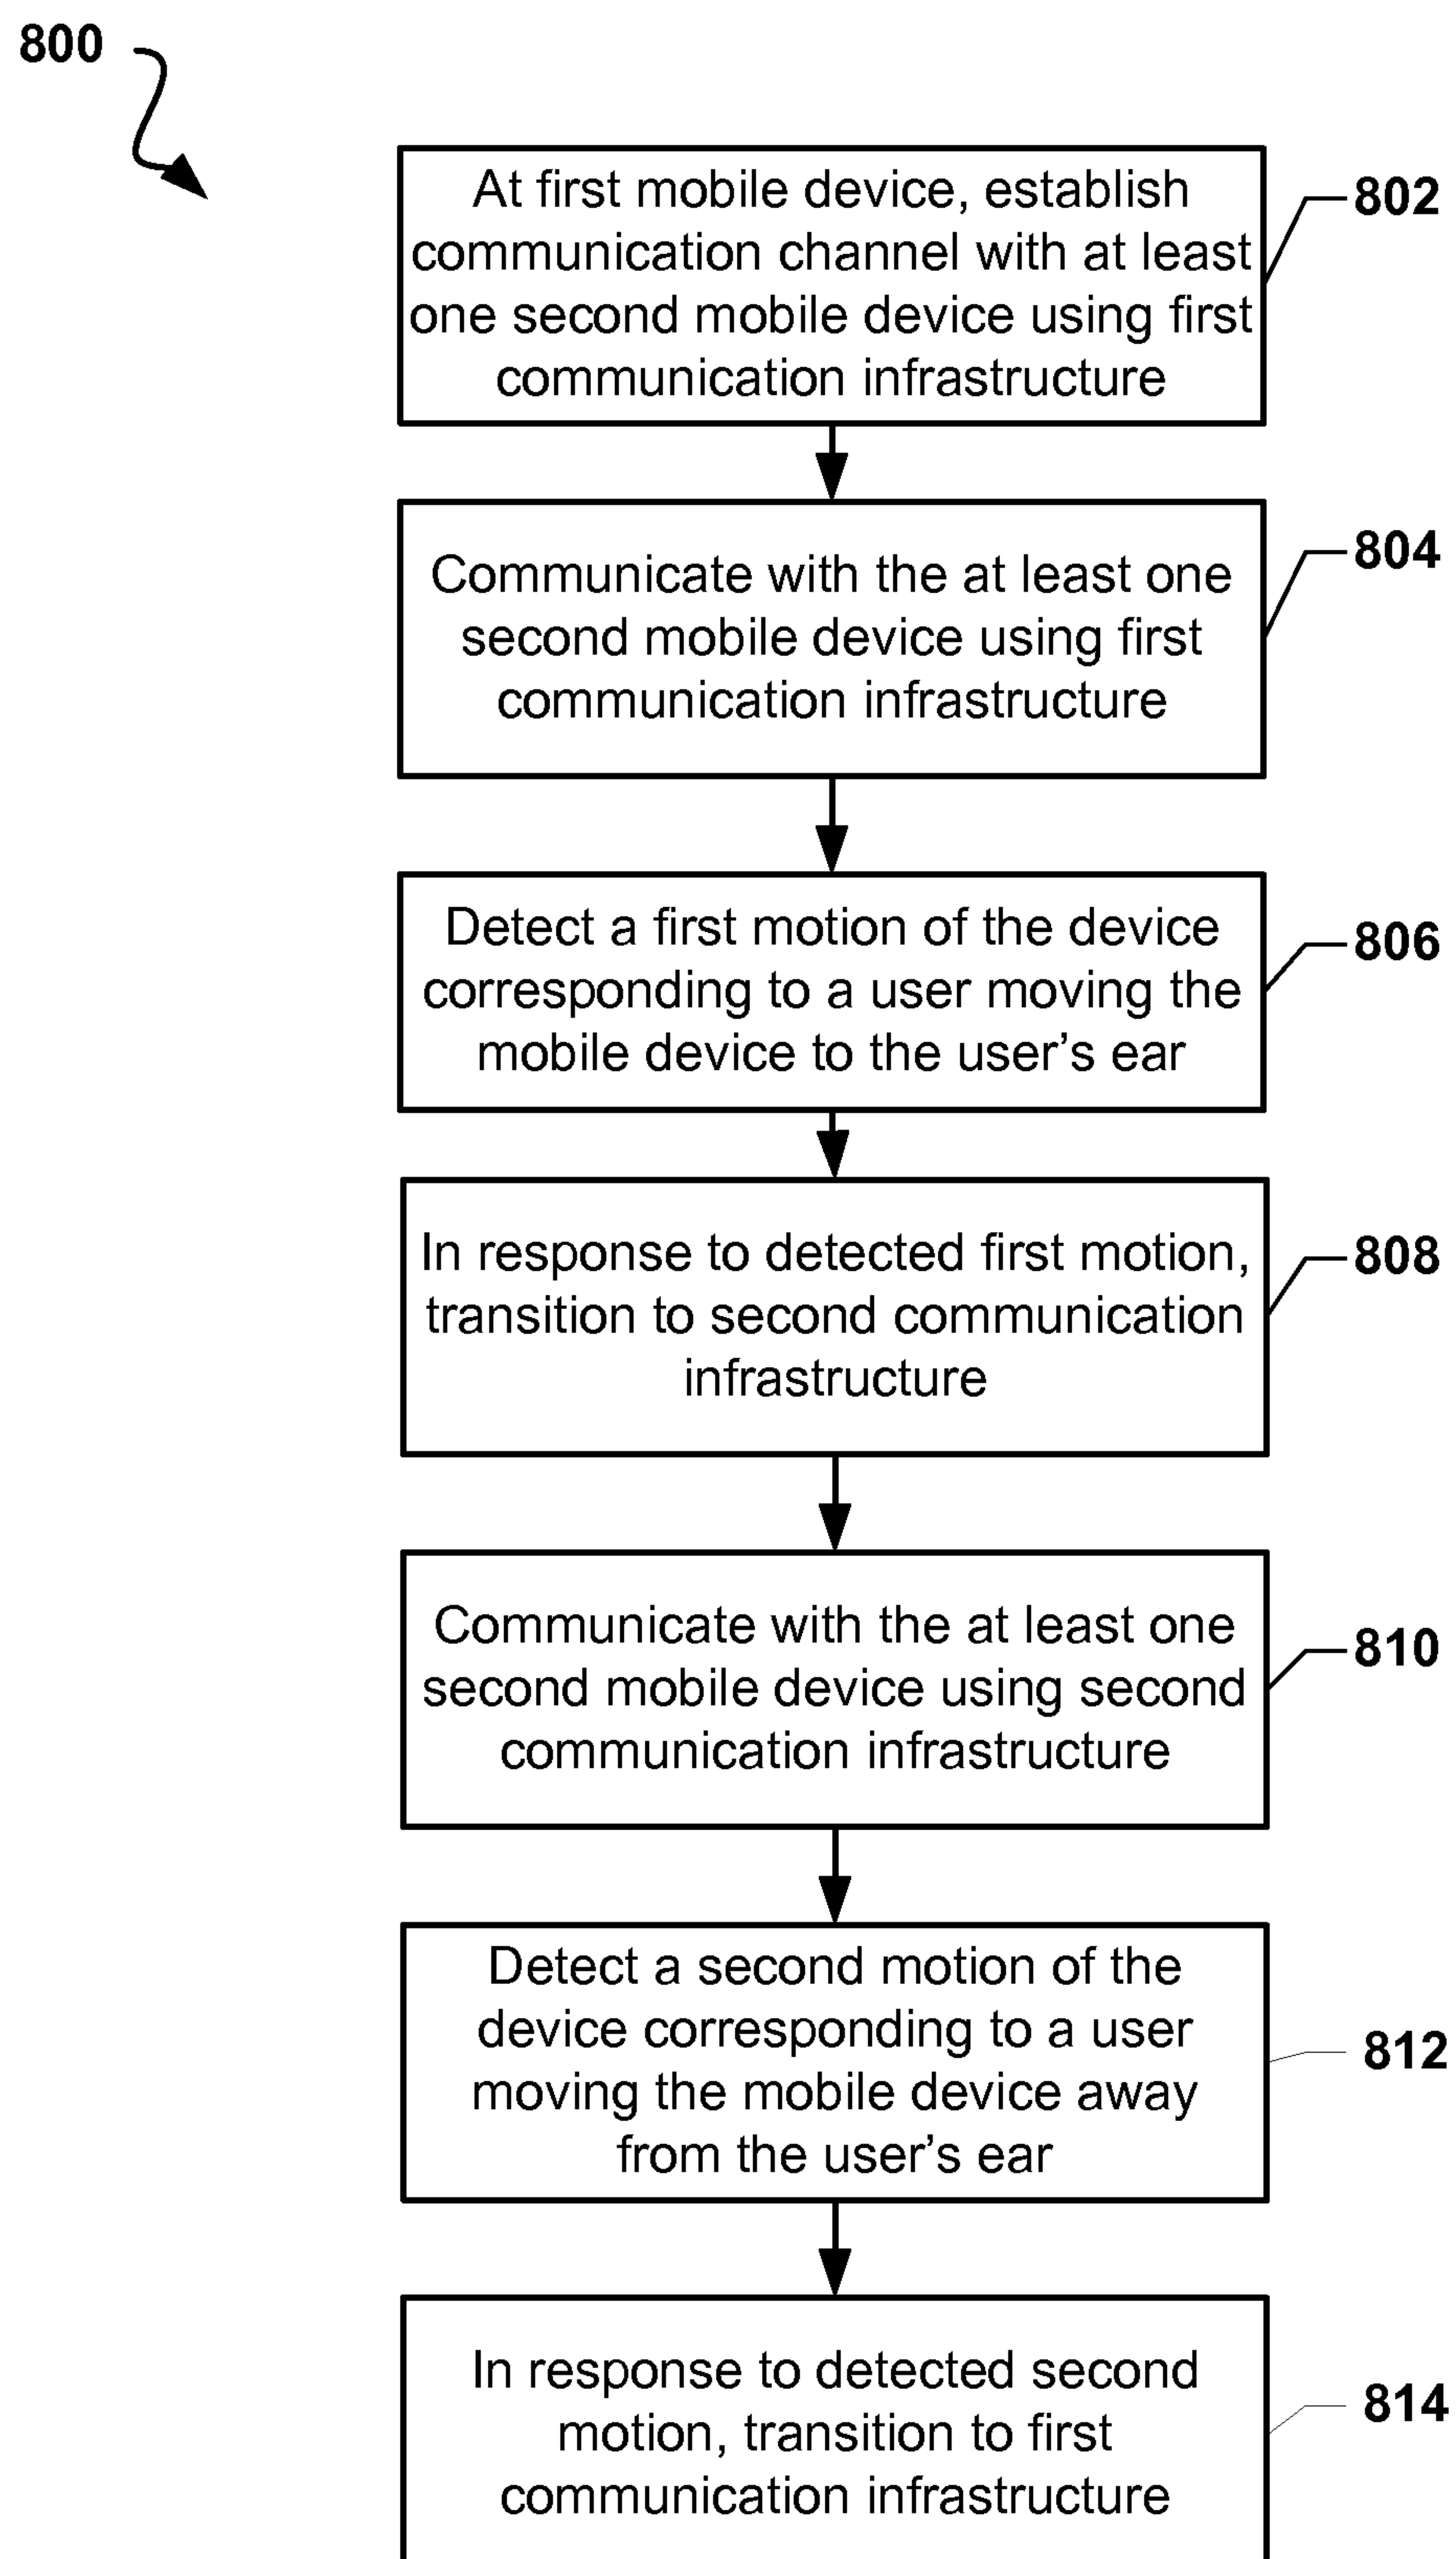 800
At first mobile device, establish
communication channel with at least
one second mobile device using first
communication infrastructure
802
Communicate with the at least one
second mobile device using first
communication infrastructure
804
Detect a first motion of the device
corresponding to a user moving the
mobile device to the user’s ear
806
In response to detected first motion,
transition to second communication
infrastructure
808
Communicate with the at least one
second mobile device using second
communication infrastructure
810
Detect a second motion of the
device corresponding to a user
moving the mobile device away
from the user’s ear
812
In response to detected second
motion, transition to first
communication infrastructure
814